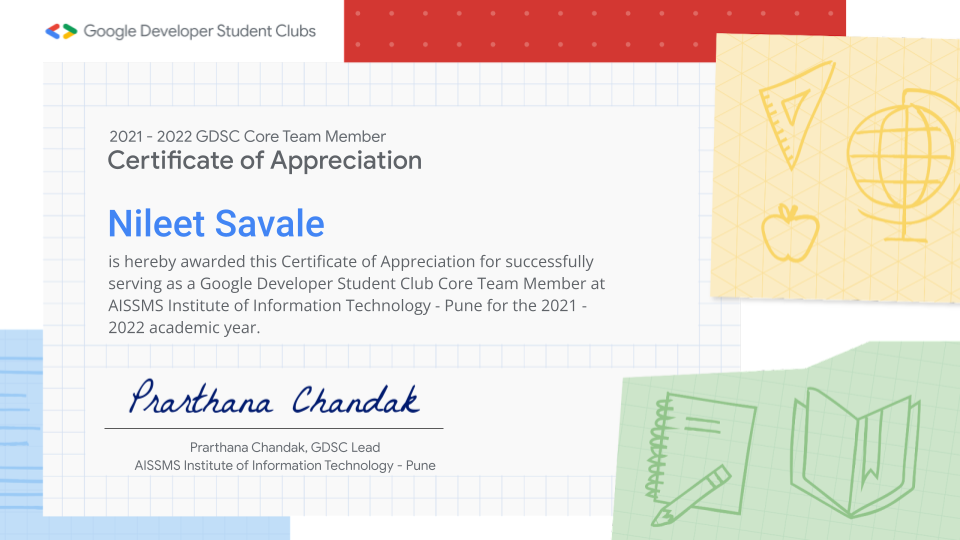 Google Developer Student Clubs
2021 - 2022 GDSC Core Team Member
Certificate of Appreciation
Nileet Savale
is hereby awarded this Certificate of Appreciation for successfully
serving as a Google Developer Student Club Core Team Member at
AISSMS Institute of Information Technology - Pune for the 2021 -
2022 academic year.
Prarthana Chandak
Prarthana Chandak, GDSC Lead
AISSMS Institute of Information Technology - Pune